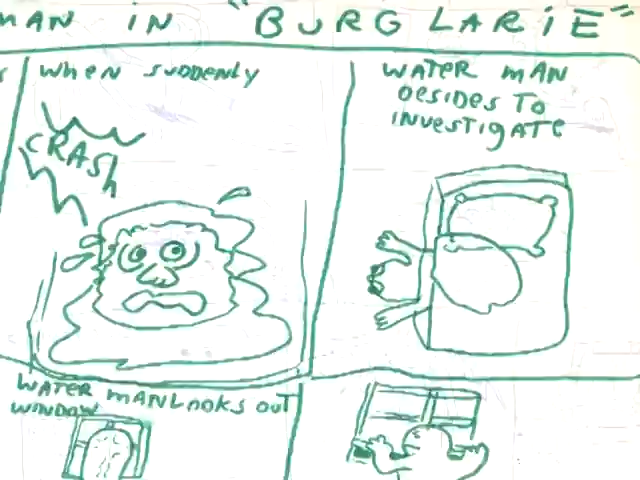 MAN IN "BURGLARIE"
WHEN SUDDENLY
CRASH
WATER MAN
DESIDES TO
INVESTIGATE
WATER MAN LOOKS OUT
WINDOW